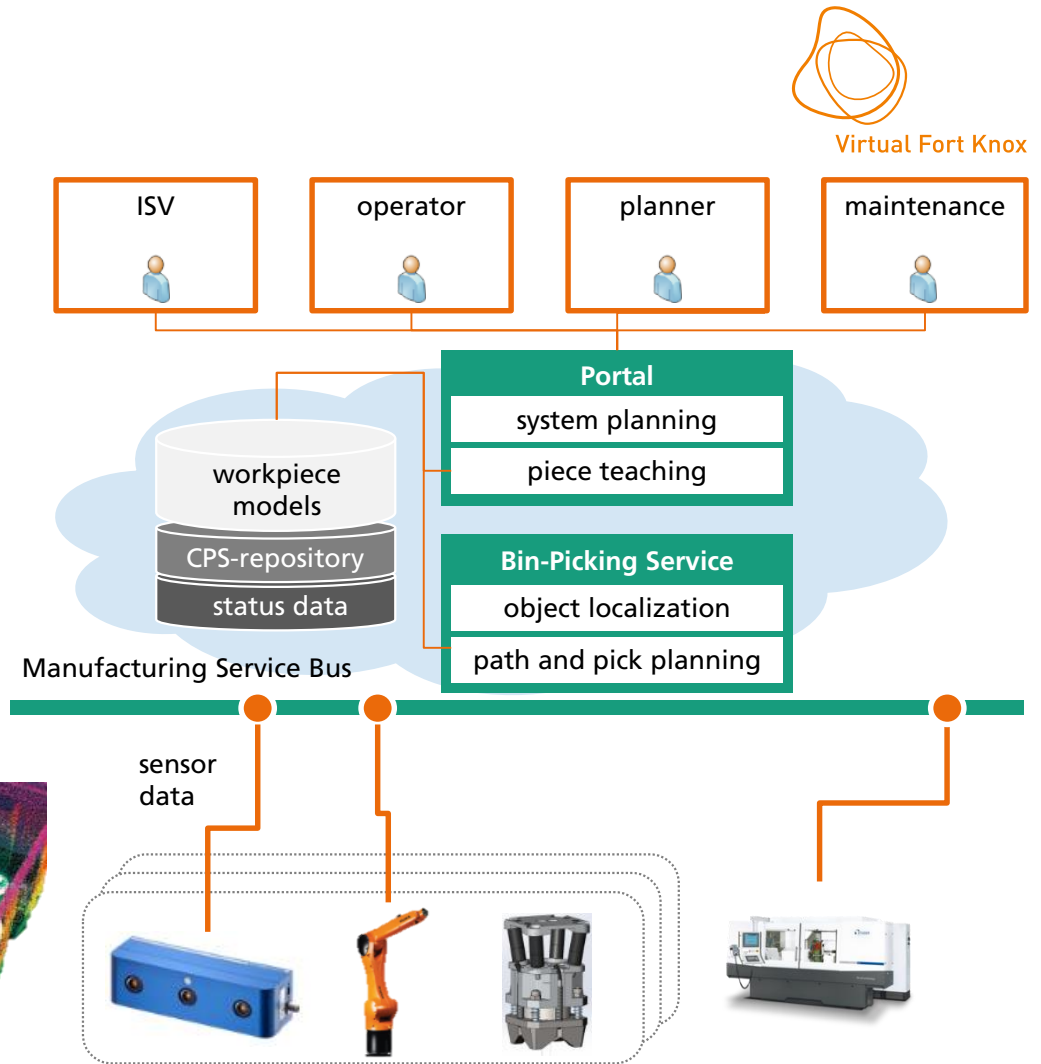 Virtual Fort Knox
ISV
operator
planner
maintenance
Portal
system planning
piece teaching
workpiece
models
CPS-repository
status data
Bin-Picking Service
object localization
path and pick planning
Manufacturing Service Bus
sensor
data